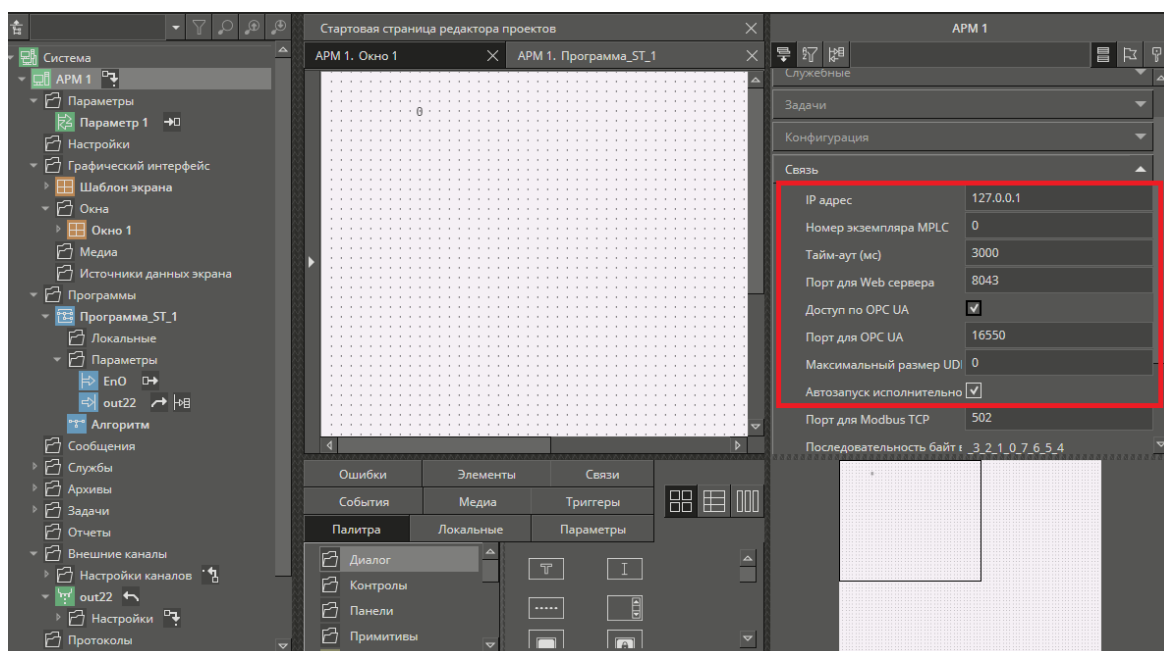 Стартовая страница редактора проектов
АРМ 1
Система
АРМ 1
Параметры
Параметр 1
Настройки
Графический интерфейс
Шаблон экрана
Окна
Окно 1
Медиа
Источники данных экрана
Программы
Программа_ST_1
Локальные
Параметры
EnO
out22
Алгоритм
Сообщения
Службы
Архивы
Задачи
Отчеты
Внешние каналы
Настройки каналов
out22
Настройки
Протоколы
АРМ 1. Окно 1
АРМ 1. Программа_ST_1
0
Ошибки Элементы Связи
События Медиа Триггеры
Палитра Локальные Параметры
Диалог
Контролы
Панели
Примитивы
Служебные
Задачи
Конфигурация
Связь
IP адрес 127.0.0.1
Номер экземпляра MPLC 0
Тайм-аут (мс) 3000
Порт для Web сервера 8043
Доступ по OPC UA
Порт для OPC UA 16550
Максимальный размер UDI 0
Автозапуск исполнительно
Порт для Modbus TCP 502
Последовательность байт в _3_2_1_0_7_6_5_4